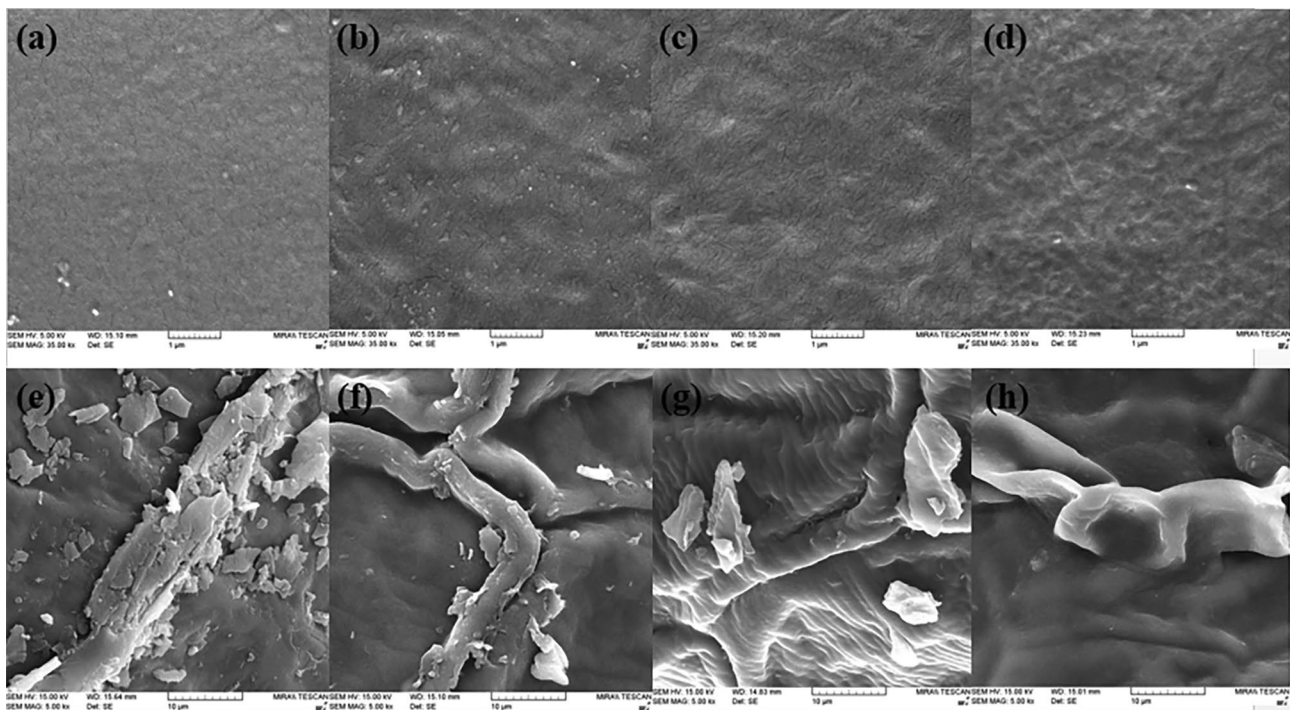 (a)
(b)
(c)
(d)
SEM HV: 5.00 kV WD: 15.10 mm MIRA\\ TESCAN
SEM MAG: 35.00 kx Det: SE 1 µm
SEM HV: 5.00 kV WD: 15.05 mm MIRA\\ TESCAN
SEM MAG: 35.00 kx Det: SE 1 µm
SEM HV: 5.00 kV WD: 15.20 mm MIRA\\ TESCAN
SEM MAG: 35.00 kx Det: SE 1 µm
SEM HV: 5.00 kV WD: 15.23 mm MIRA\\ TESCAN
SEM MAG: 35.00 kx Det: SE 1 µm
(e)
(f)
(g)
(h)
SEM HV: 15.00 kV WD: 15.64 mm MIRA\\ TESCAN
SEM MAG: 5.00 kx Det: SE 10 µm
SEM HV: 15.00 kV WD: 15.10 mm MIRA\\ TESCAN
SEM MAG: 5.00 kx Det: SE 10 µm
SEM HV: 15.00 kV WD: 14.83 mm MIRA\\ TESCAN
SEM MAG: 5.00 kx Det: SE 10 µm
SEM HV: 15.00 kV WD: 15.01 mm MIRA\\ TESCAN
SEM MAG: 5.00 kx Det: SE 10 µm